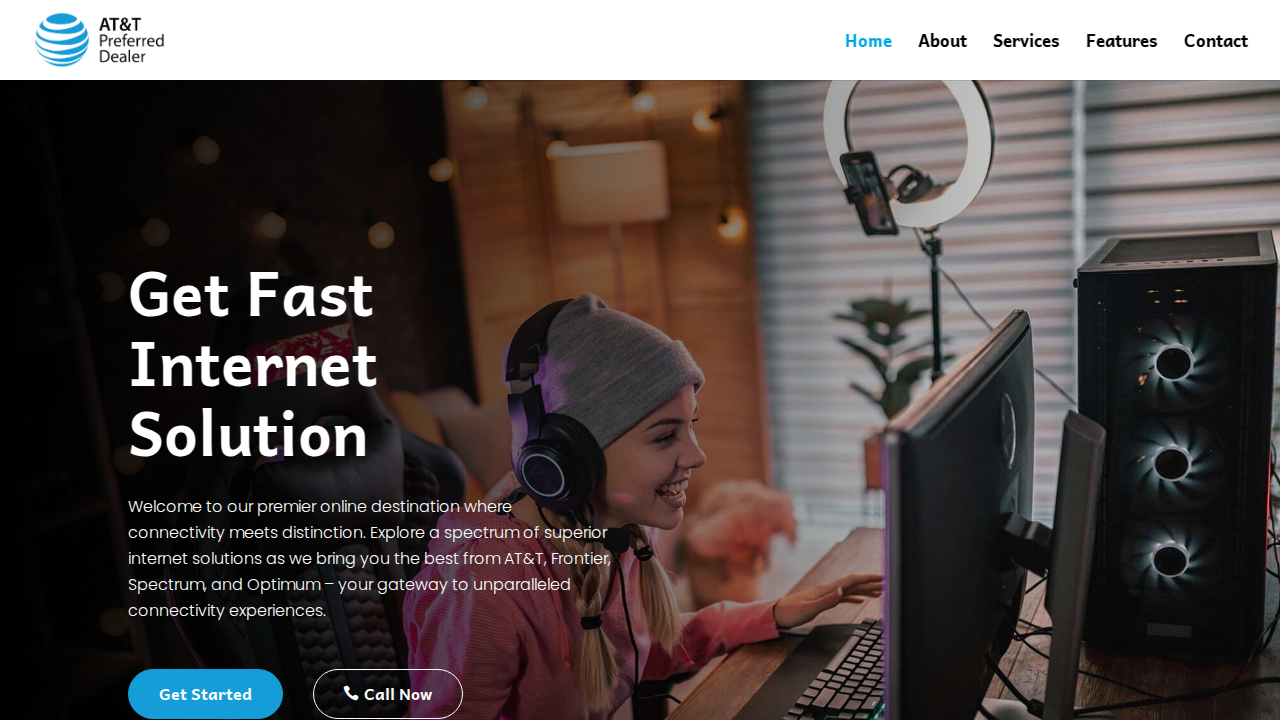 AT&T
Preferred
Dealer
Home About Services Features Contact
Get Fast
Internet
Solution
Welcome to our premier online destination where
connectivity meets distinction. Explore a spectrum of superior
internet solutions as we bring you the best from AT&T, Frontier,
Spectrum, and Optimum – your gateway to unparalleled
connectivity experiences.
Get Started Call Now